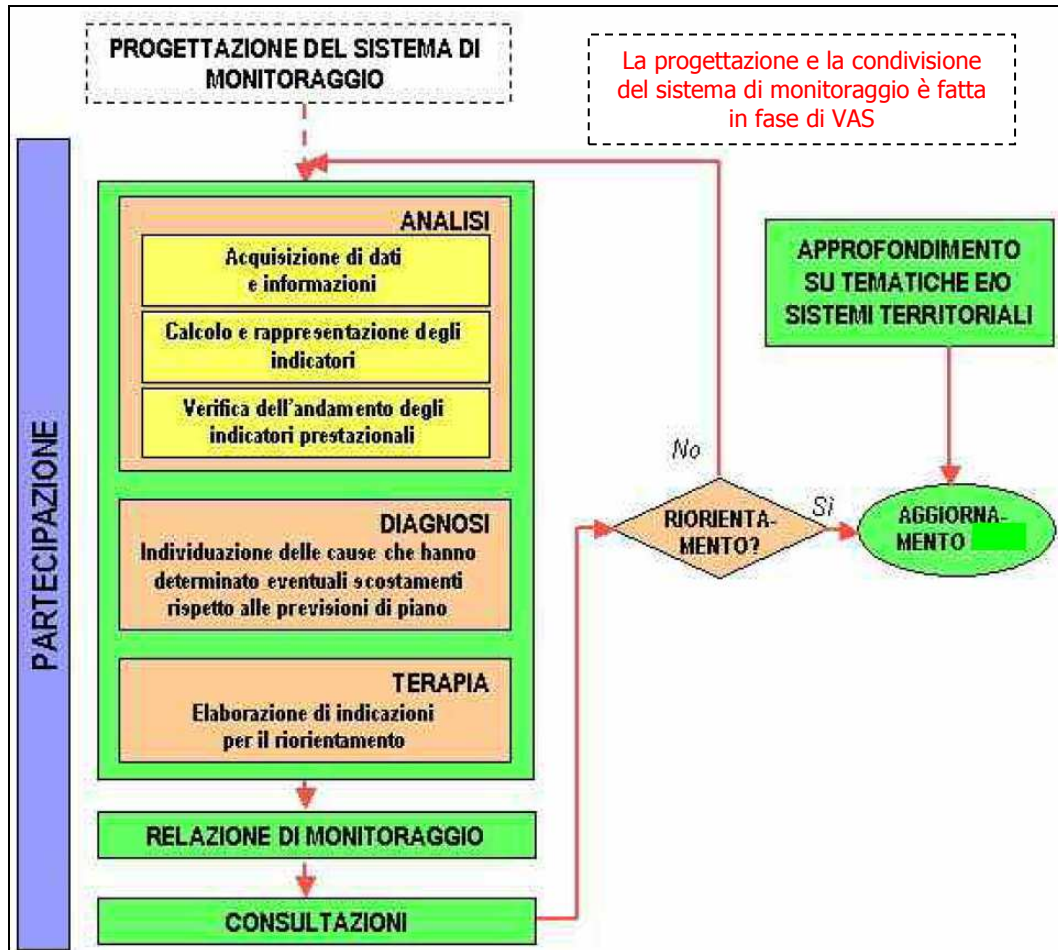 PROGETTAZIONE DEL SISTEMA DI
MONITORAGGIO
La progettazione e la condivisione
del sistema di monitoraggio è fatta
in fase di VAS
PARTECIPAZIONE
ANALISI
Acquisizione di dati
e informazioni
Calcolo e rappresentazione degli
indicatori
Verifica dell'andamento degli
indicatori prestazionali
DIAGNOSI
Individuazione delle cause che hanno
determinato eventuali scostamenti
rispetto alle previsioni di piano
TERAPIA
Elaborazione di indicazioni
per il riorientamento
RELAZIONE DI MONITORAGGIO
CONSULTAZIONI
No
RIORIENTA-
MENTO?
Sì
APPROFONDIMENTO
SU TEMATICHE E/O
SISTEMI TERRITORIALI
AGGIORNA-
MENTO